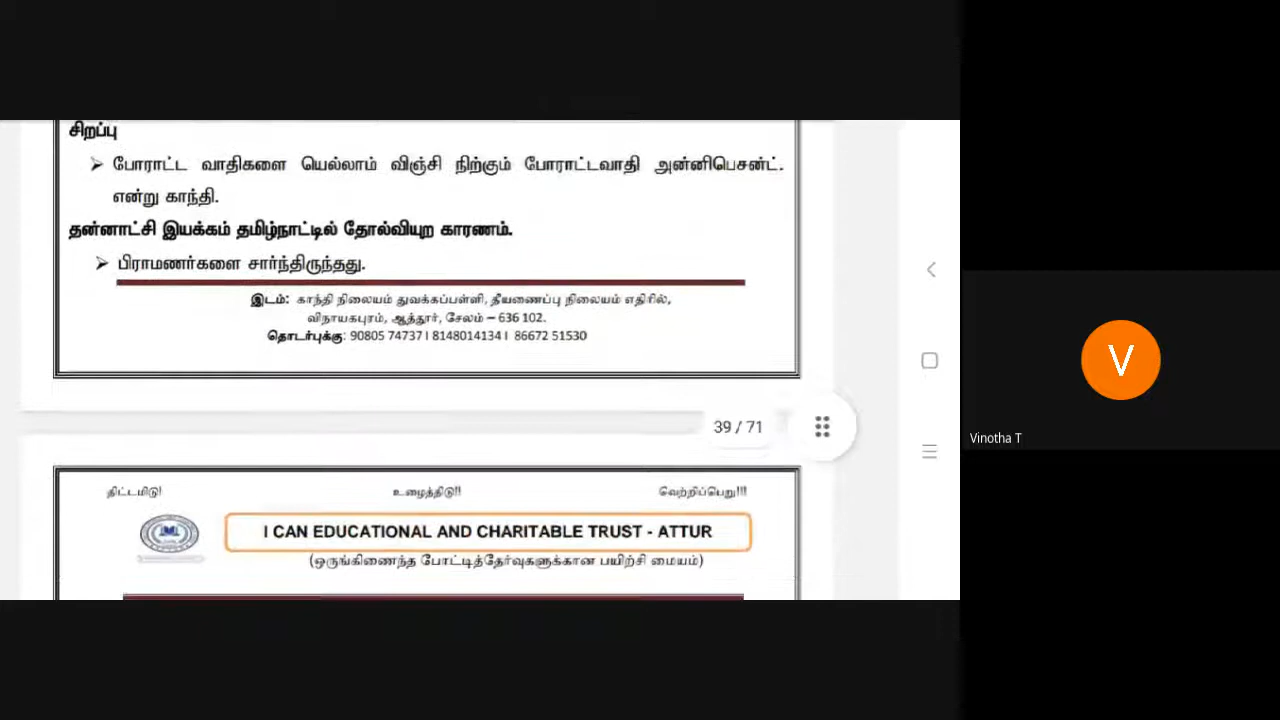 சிறப்பு
➢ போராட்ட வாதிகளை யெல்லாம் விஞ்சி நிற்கும் போராட்டவாதி அன்னிபெசன்ட்.
என்று காந்தி.
தன்னாட்சி இயக்கம் தமிழ்நாட்டில் தோல்வியுற காரணம்.
➢ பிராமணர்களை சார்ந்திருந்தது.
இடம்: காந்தி நிலையம் துவக்கப்பள்ளி, தீயணைப்பு நிலையம் எதிரில்,
விநாயகபுரம், ஆத்தூர், சேலம் – 636 102.
தொடர்புக்கு: 90805 74737 l 8148014134 l 86672 51530
39 / 71
திட்டமிடு! உழைத்திடு!! வெற்றிப்பெறு!!!
I CAN EDUCATIONAL AND CHARITABLE TRUST - ATTUR
(ஒருங்கிணைந்த போட்டித்தேர்வுகளுக்கான பயிற்சி மையம்)
V
Vinotha T